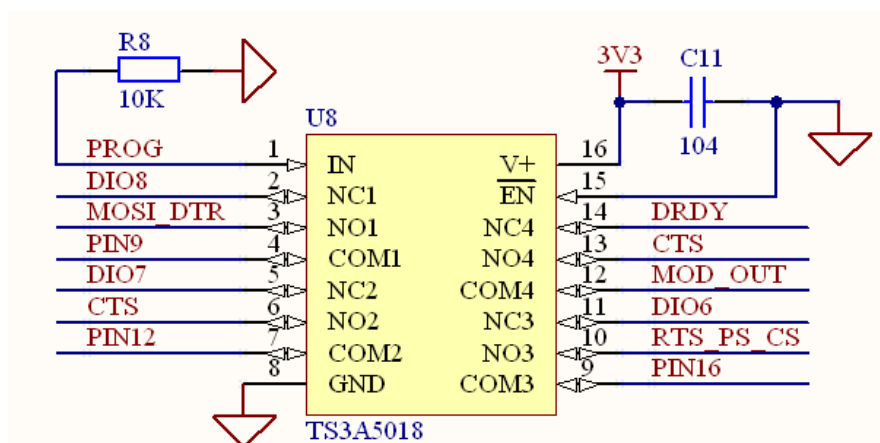 R8
10K
3V3
C11
104
U8
PROG 1 IN V+ 16
DIO8 2 NC1 EN 15
MOSI_DTR 3 NO1 NC4 14 DRDY
PIN9 4 COM1 NO4 13 CTS
DIO7 5 NC2 COM4 12 MOD_OUT
CTS 6 NO2 NC3 11 DIO6
PIN12 7 COM2 NO3 10 RTS_PS_CS
8 GND COM3 9 PIN16
TS3A5018